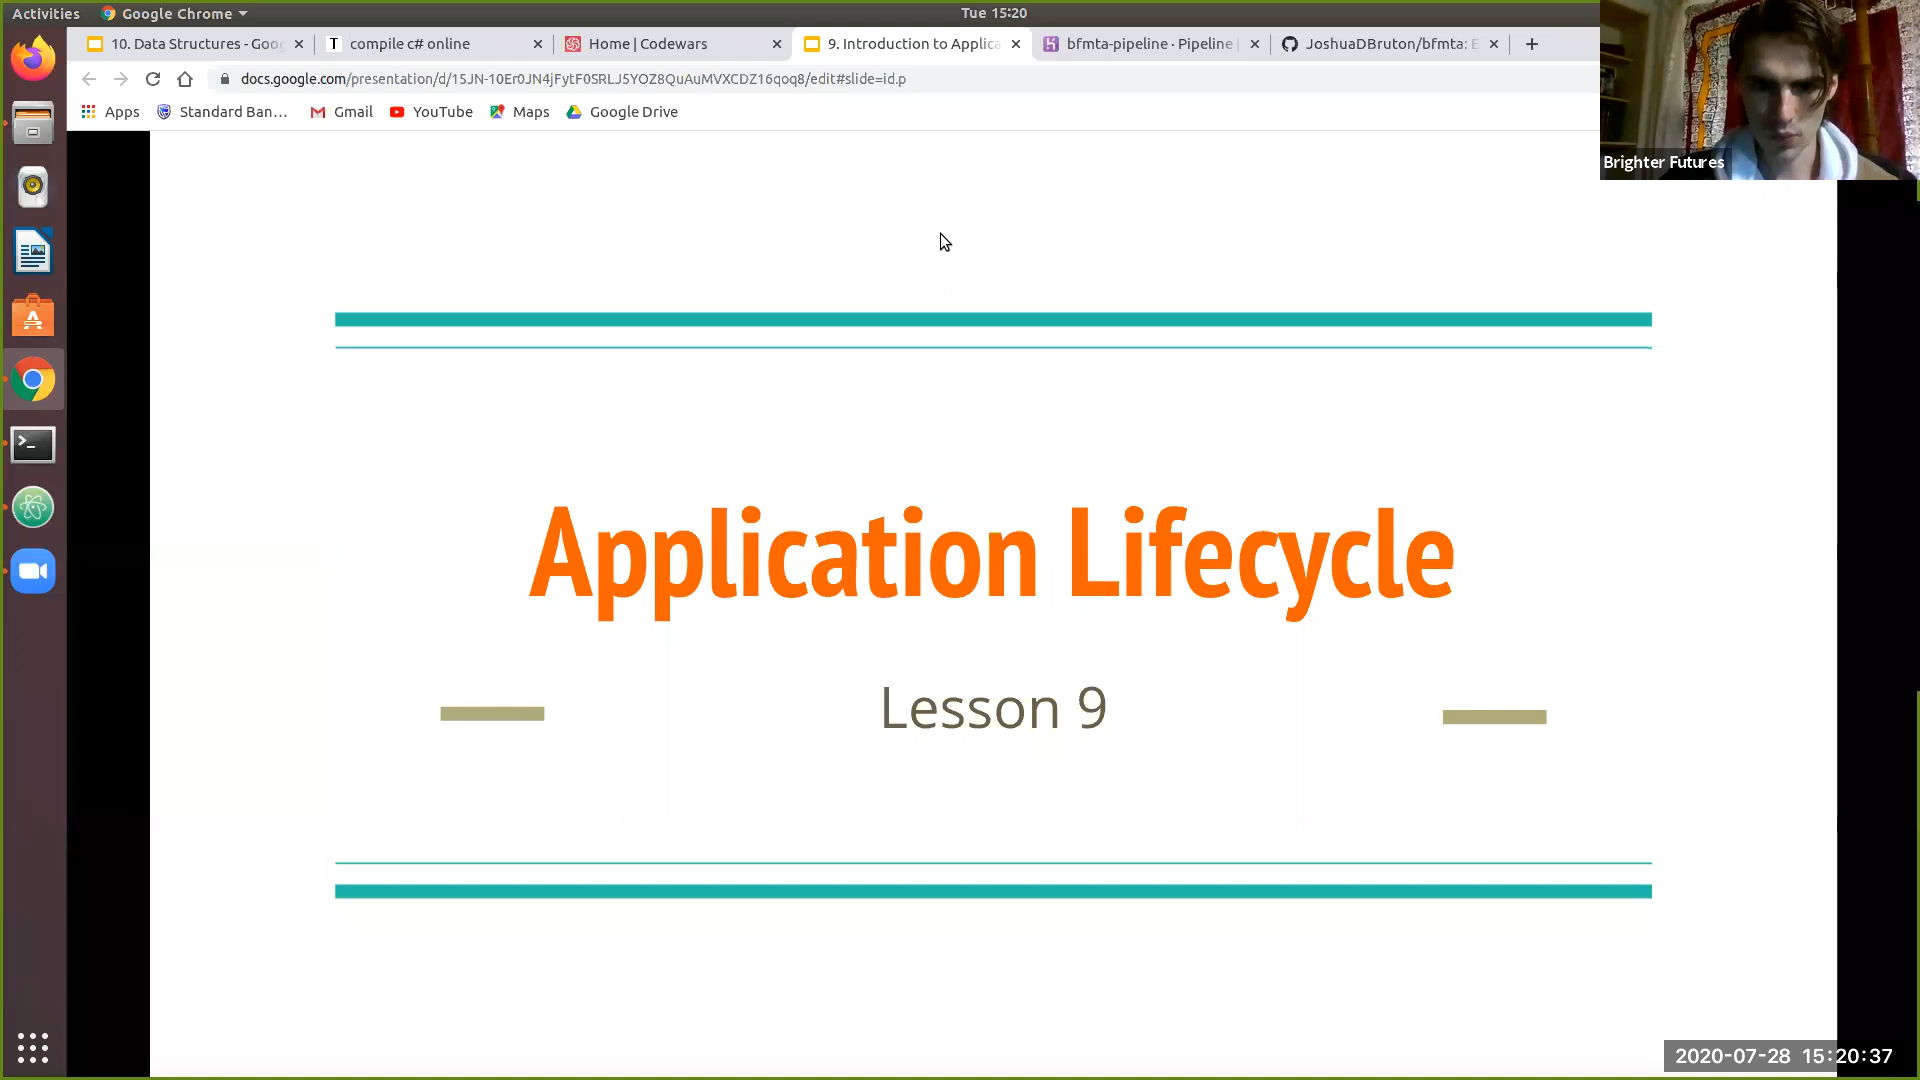 Activities
Google Chrome
Tue 15:20
10. Data Structures - Goog
compile c# online
Home | Codewars
9. Introduction to Applica
bfmta-pipeline · Pipeline
JoshuaDBruton/bfmta: E
docs.google.com/presentation/d/15JN-10Er0JN4jFytF0SRLJ5YOZ8QuAuMVXCDZ16qoq8/edit#slide=id.p
Apps
Standard Ban...
Gmail
YouTube
Maps
Google Drive
Brighter Futures
Application Lifecycle
Lesson 9
2020-07-28 15:20:37